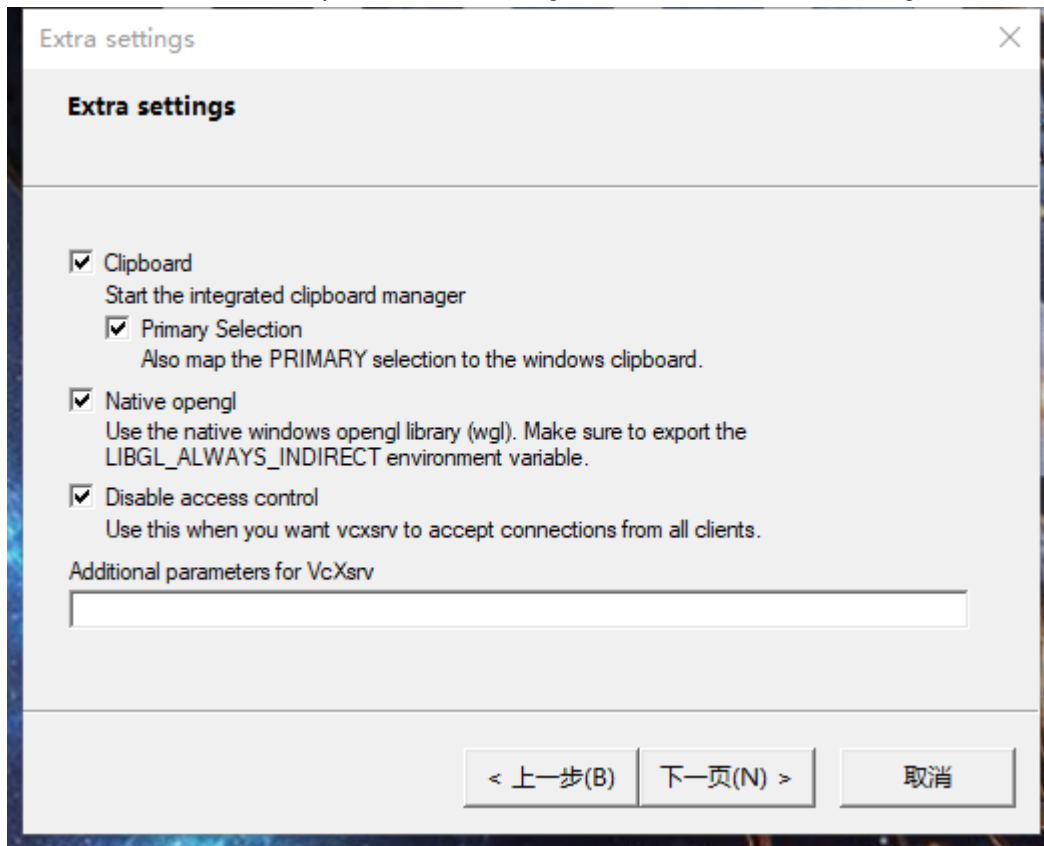 Extra settings
Extra settings
Clipboard
Start the integrated clipboard manager
Primary Selection
Also map the PRIMARY selection to the windows clipboard.
Native opengl
Use the native windows opengl library (wgl). Make sure to export the
LIBGL_ALWAYS_INDIRECT environment variable.
Disable access control
Use this when you want vcxsrv to accept connections from all clients.
Additional parameters for VcXsrv
< 上一步(B) 下一页(N) > 取消